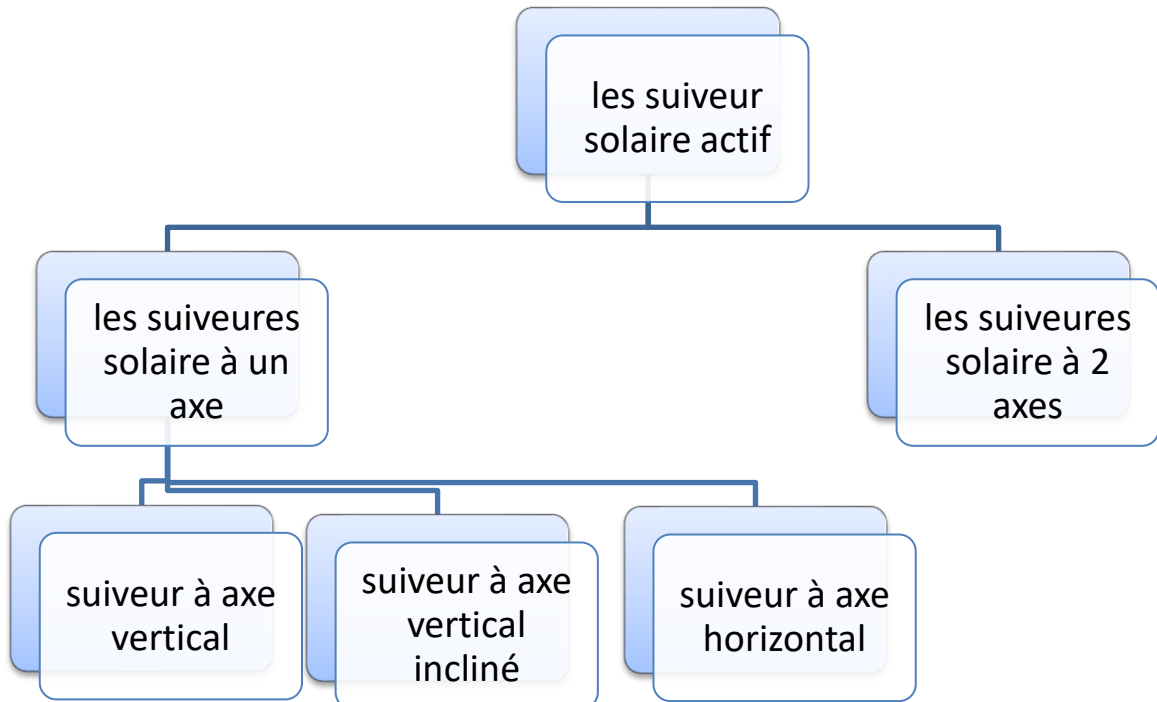 les suiveur
solaire actif
les suiveures
solaire à un
axe
les suiveures
solaire à 2
axes
suiveur à axe
vertical
suiveur à axe
vertical
incliné
suiveur à axe
horizontal